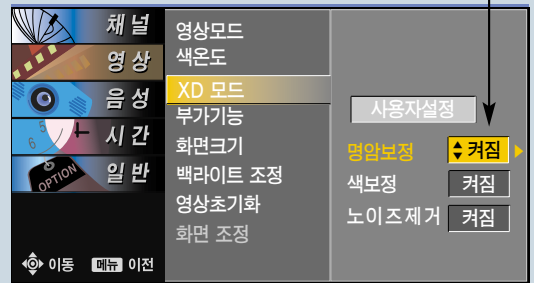 채널
영상
음성
시간
일반
OPTION
6
5
이동 메뉴 이전
영상모드
색온도
XD 모드
부가기능
화면크기
백라이트 조정
영상초기화
화면 조정
사용자설정
명암보정 켜짐
색보정 켜짐
노이즈제거 켜짐